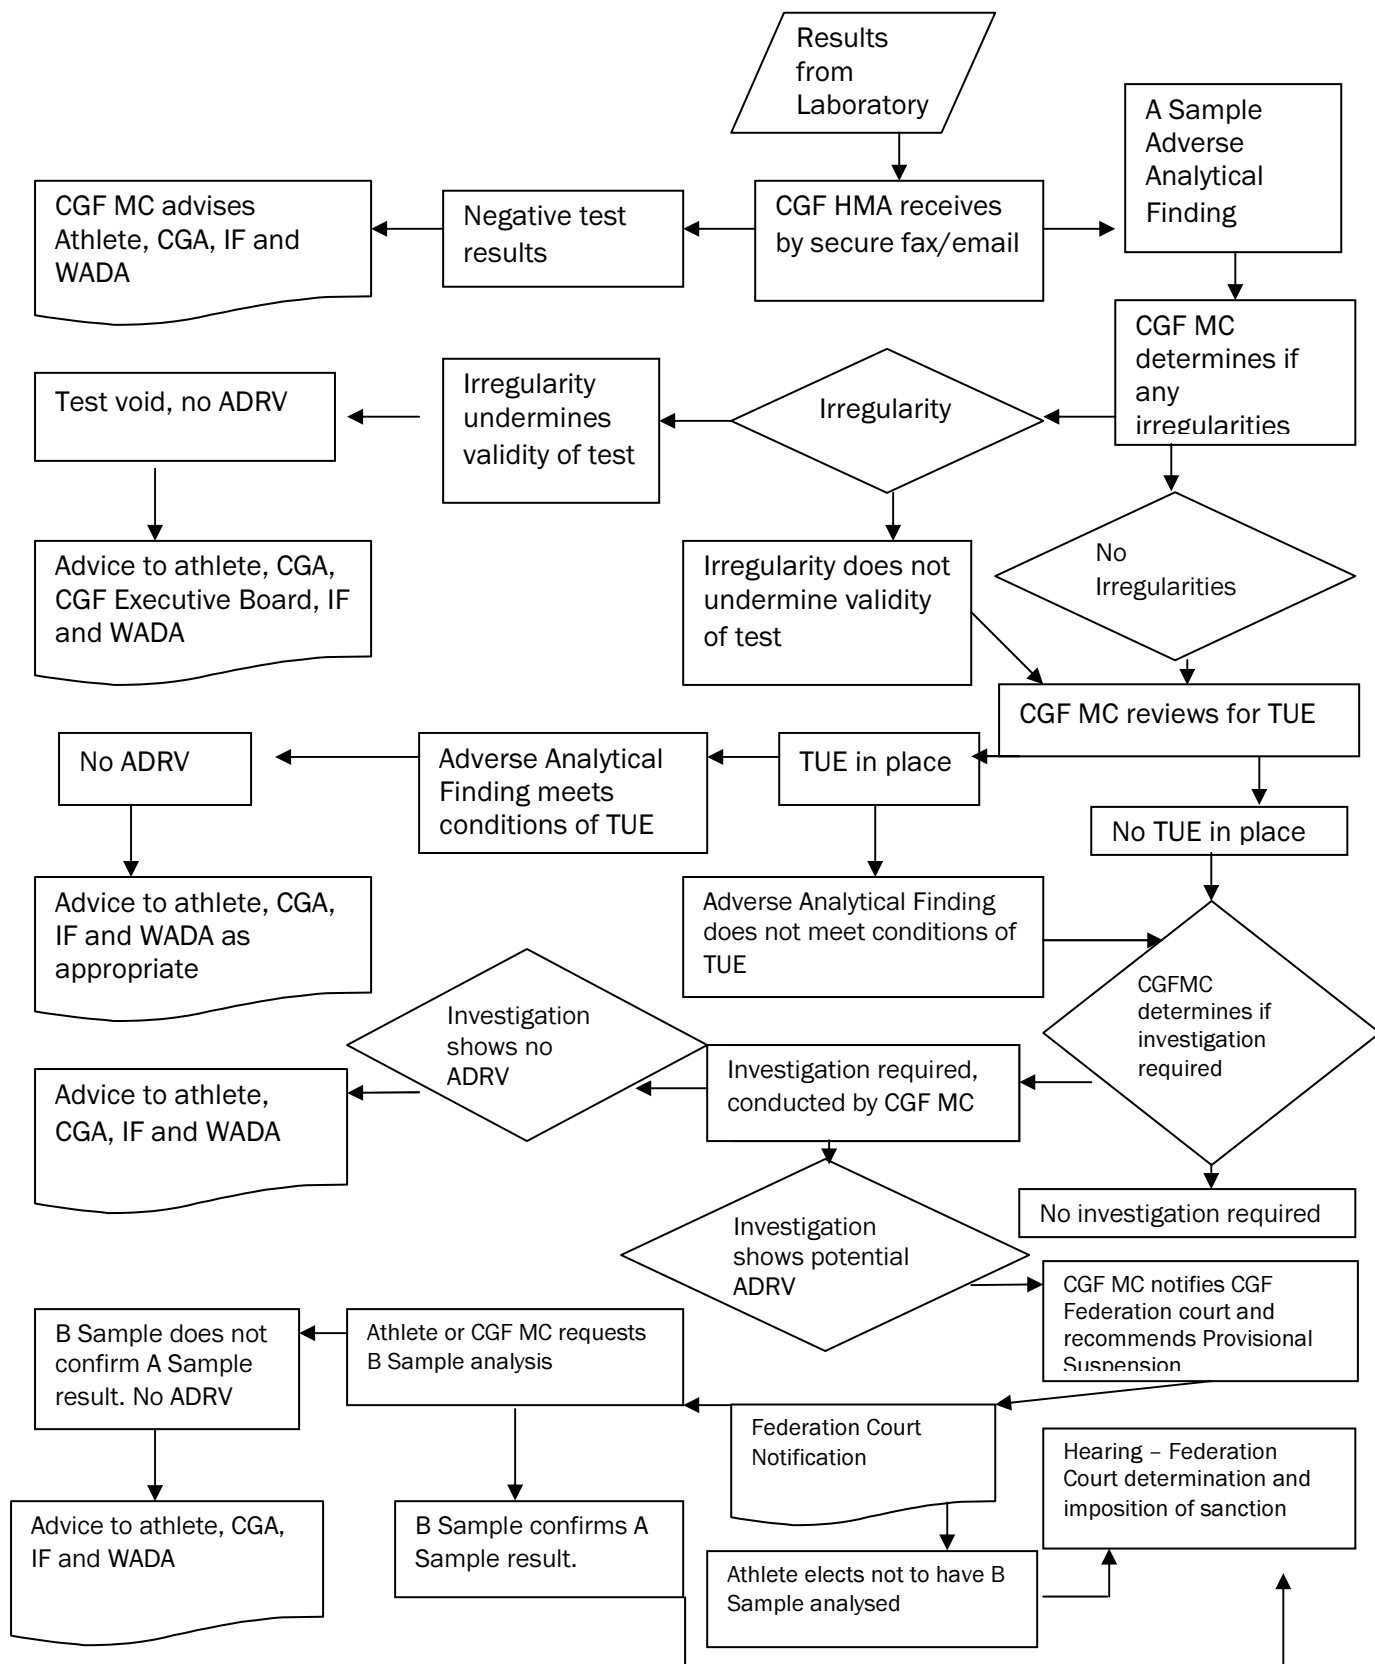 Results
from
Laboratory
A Sample
Adverse
Analytical
Finding
CGF MC advises
Athlete, CGA, IF and
WADA
Negative test
results
CGF HMA receives
by secure fax/email
CGF MC
determines if
any
irregularities
Test void, no ADRV
Irregularity
undermines
validity of test
Irregularity
Advice to athlete, CGA,
CGF Executive Board, IF
and WADA
Irregularity does not
undermine validity
of test
No
Irregularities
CGF MC reviews for TUE
No ADRV
Adverse Analytical
Finding meets
conditions of TUE
TUE in place
No TUE in place
Advice to athlete, CGA,
IF and WADA as
appropriate
Adverse Analytical Finding
does not meet conditions of
TUE
CGFMC
determines if
investigation
required
Investigation
shows no
ADRV
Investigation required,
conducted by CGF MC
Advice to athlete,
CGA, IF and WADA
No investigation required
Investigation
shows potential
ADRV
CGF MC notifies CGF
Federation court and
recommends Provisional
Suspension
B Sample does not
confirm A Sample
result. No ADRV
Athlete or CGF MC requests
B Sample analysis
Federation Court
Notification
Hearing – Federation
Court determination and
imposition of sanction
Advice to athlete, CGA,
IF and WADA
B Sample confirms A
Sample result.
Athlete elects not to have B
Sample analysed